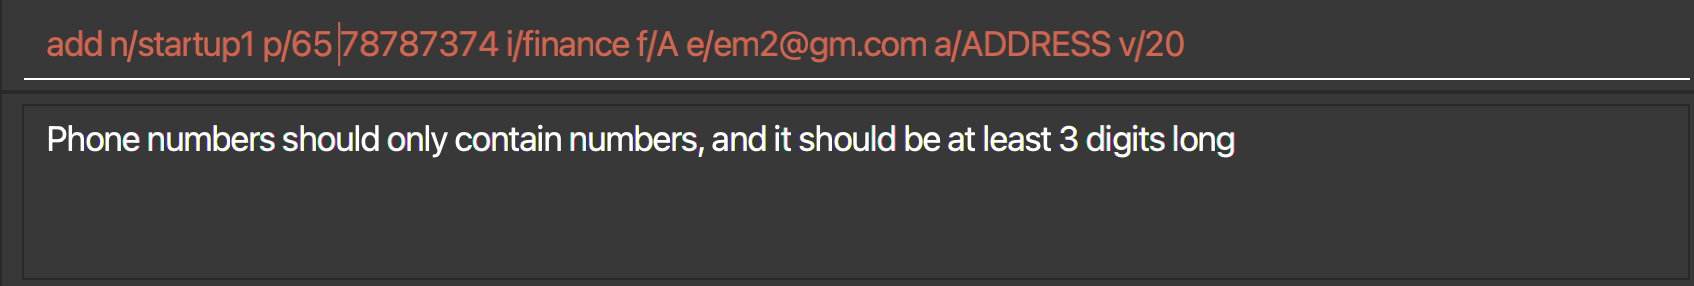 add n/startup1 p/65 78787374 i/finance f/A e/em2@gm.com a/ADDRESS v/20
Phone numbers should only contain numbers, and it should be at least 3 digits long